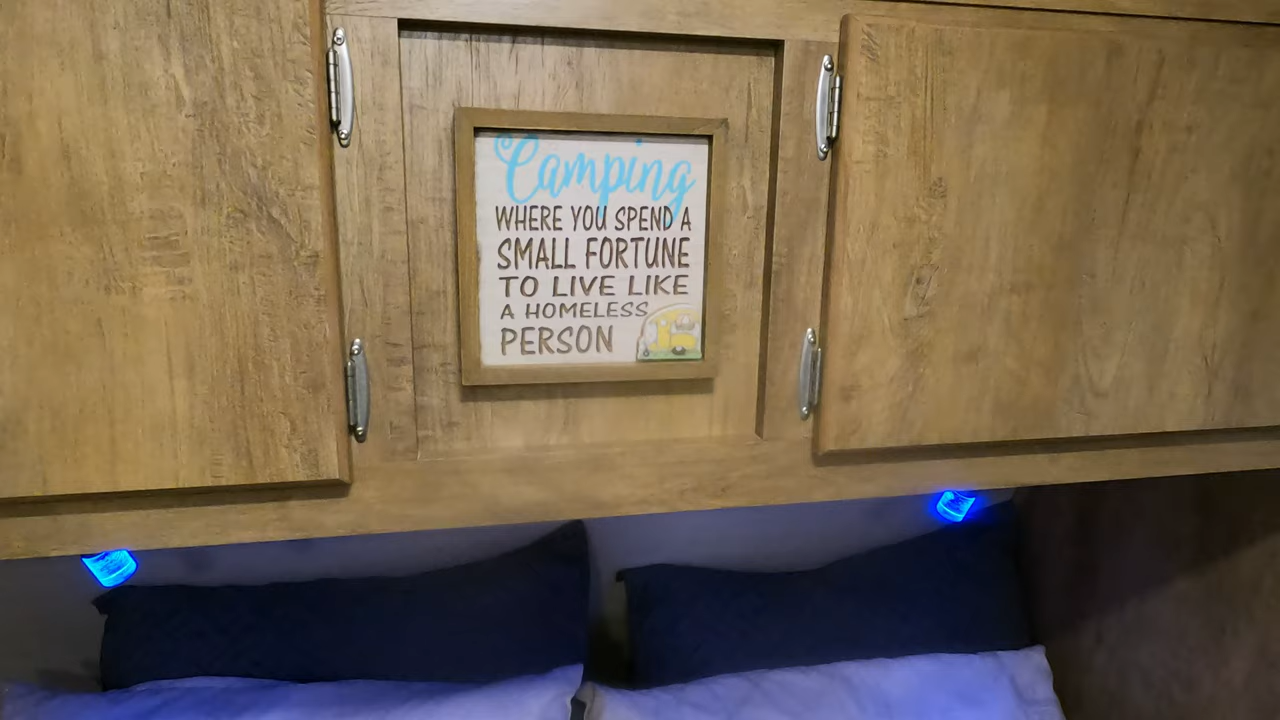 Camping
WHERE YOU SPEND A
SMALL FORTUNE
TO LIVE LIKE
A HOMELESS
PERSON